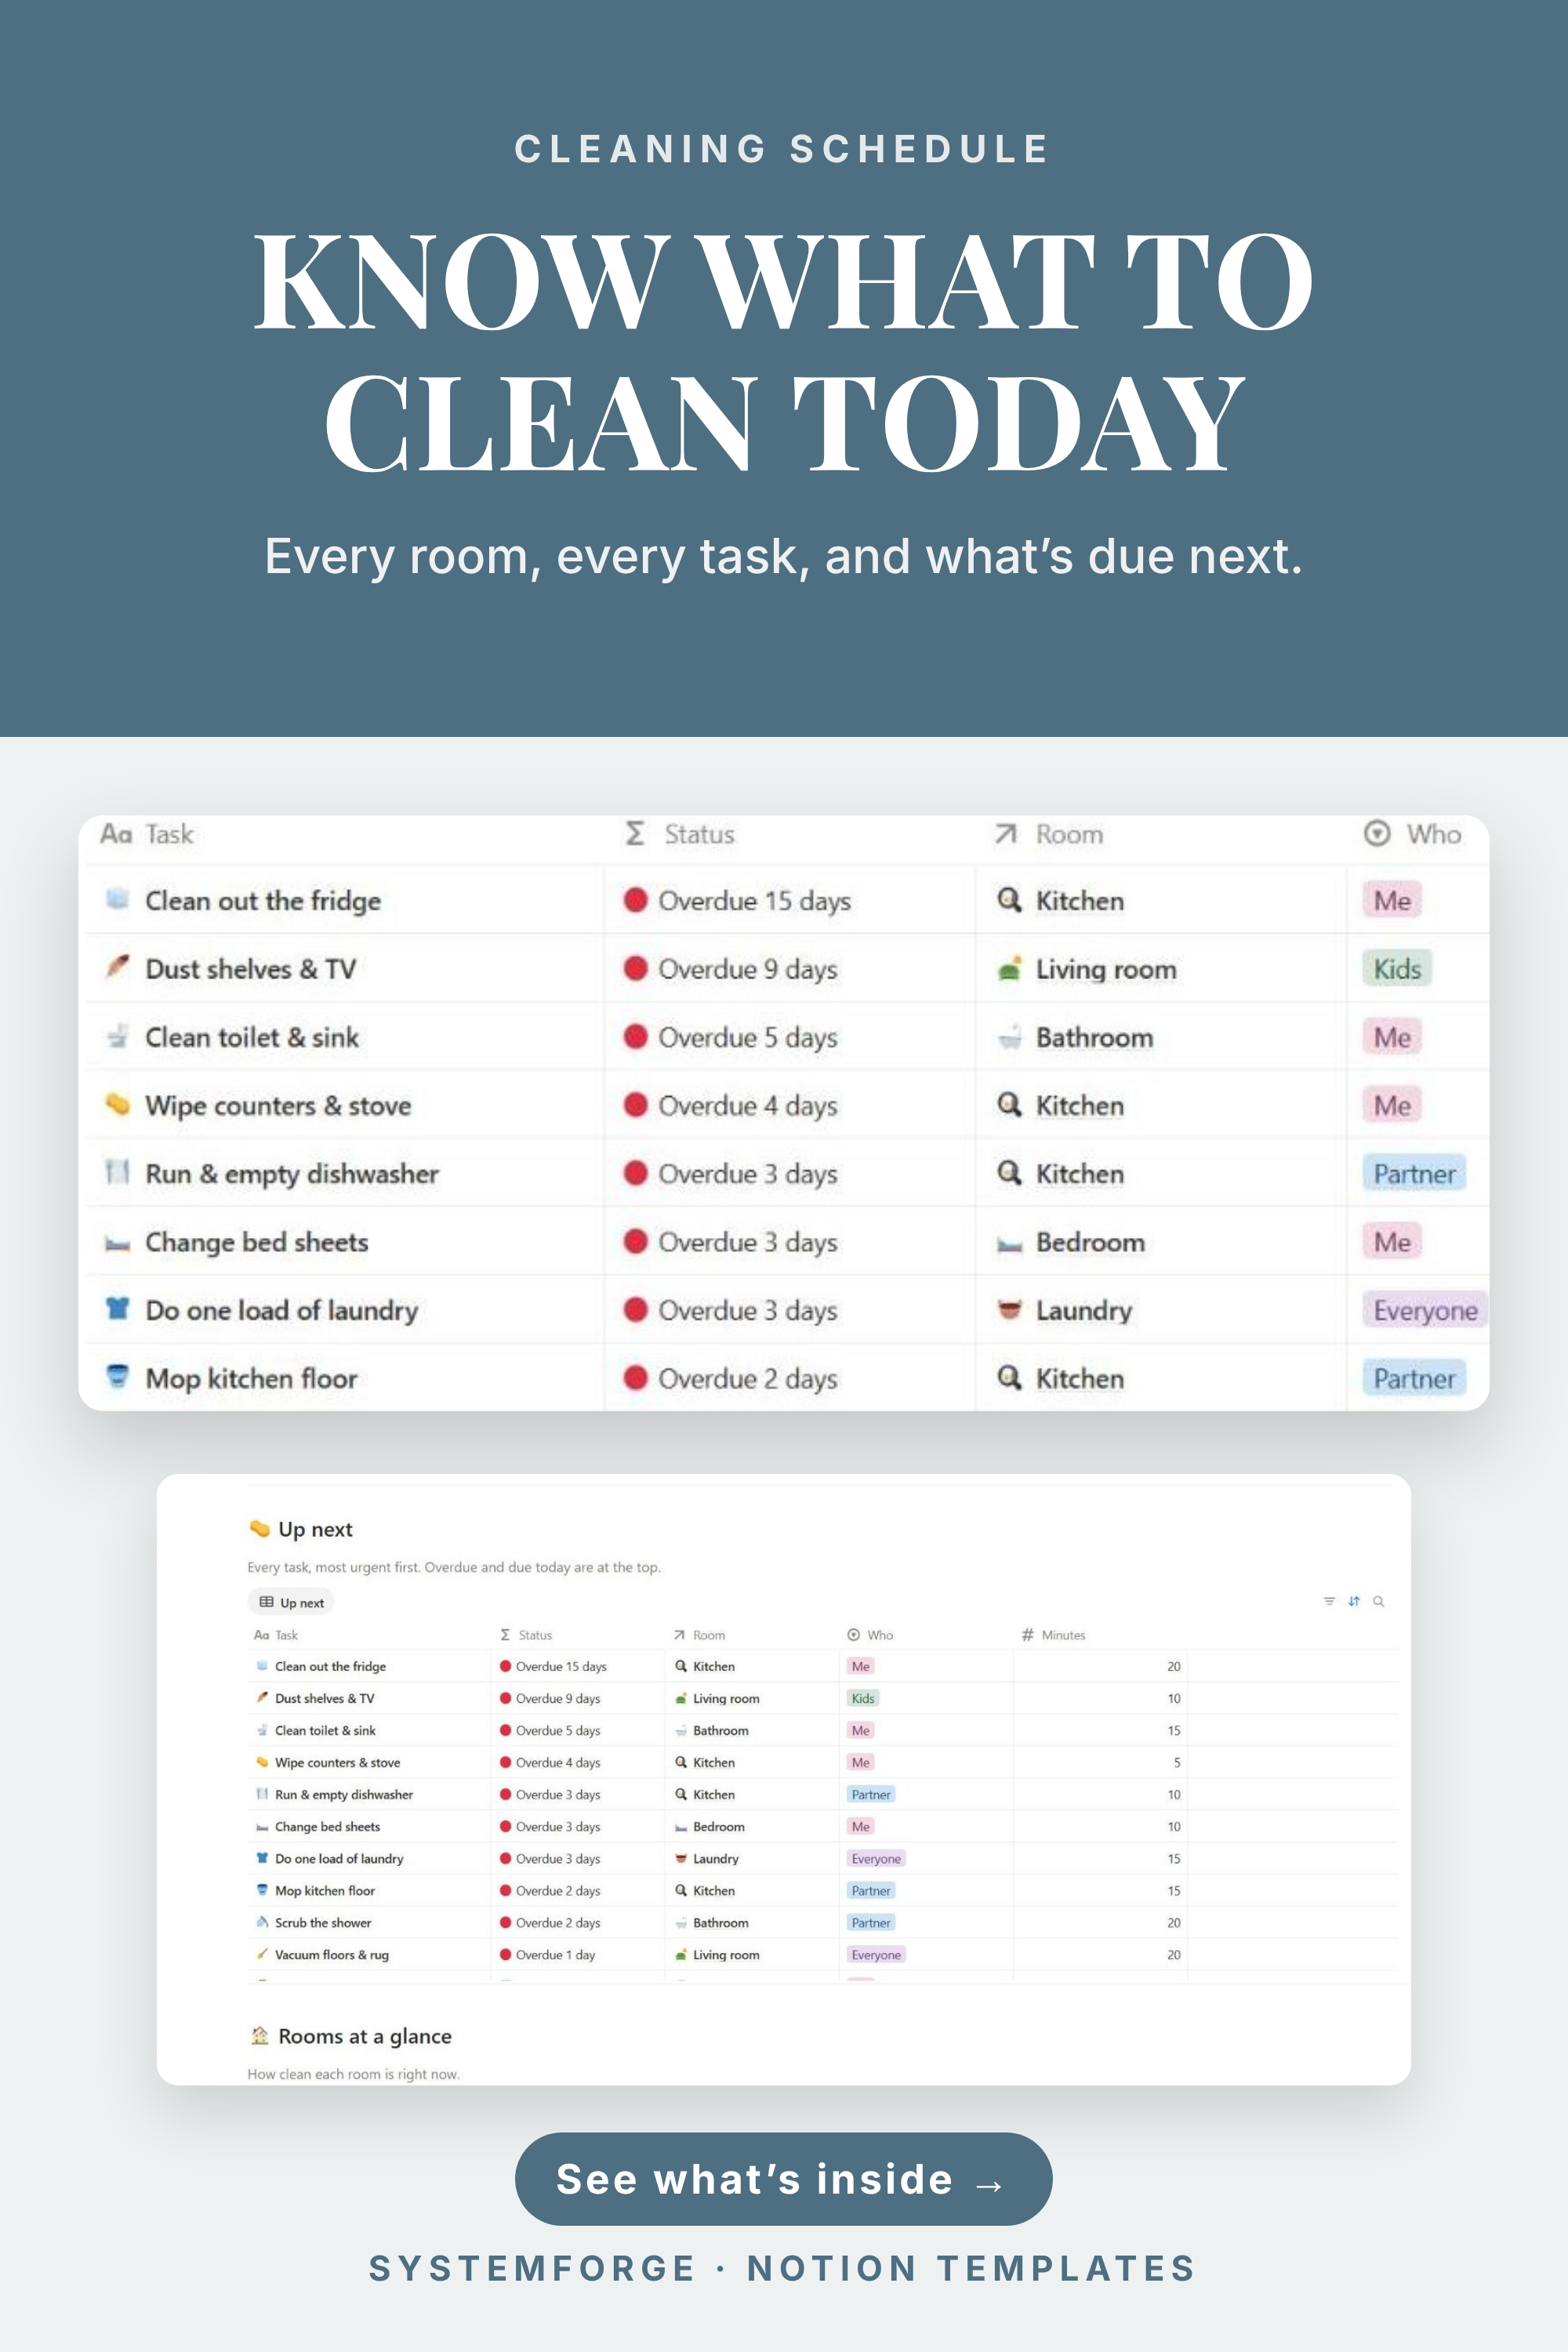 CLEANING SCHEDULE
KNOW WHAT TO
CLEAN TODAY
Every room, every task, and what’s due next.
Aa Task Σ Status Room Who
Clean out the fridge Overdue 15 days Kitchen Me
Dust shelves & TV Overdue 9 days Living room Kids
Clean toilet & sink Overdue 5 days Bathroom Me
Wipe counters & stove Overdue 4 days Kitchen Me
Run & empty dishwasher Overdue 3 days Kitchen Partner
Change bed sheets Overdue 3 days Bedroom Me
Do one load of laundry Overdue 3 days Laundry Everyone
Mop kitchen floor Overdue 2 days Kitchen Partner
Up next
Every task, most urgent first. Overdue and due today are at the top.
Up next
Aa Task Σ Status Room Who # Minutes
Clean out the fridge Overdue 15 days Kitchen Me 20
Dust shelves & TV Overdue 9 days Living room Kids 10
Clean toilet & sink Overdue 5 days Bathroom Me 15
Wipe counters & stove Overdue 4 days Kitchen Me 5
Run & empty dishwasher Overdue 3 days Kitchen Partner 10
Change bed sheets Overdue 3 days Bedroom Me 10
Do one load of laundry Overdue 3 days Laundry Everyone 15
Mop kitchen floor Overdue 2 days Kitchen Partner 15
Scrub the shower Overdue 2 days Bathroom Partner 20
Vacuum floors & rug Overdue 1 day Living room Everyone 20
Rooms at a glance
How clean each room is right now.
See what’s inside →
SYSTEMFORGE · NOTION TEMPLATES